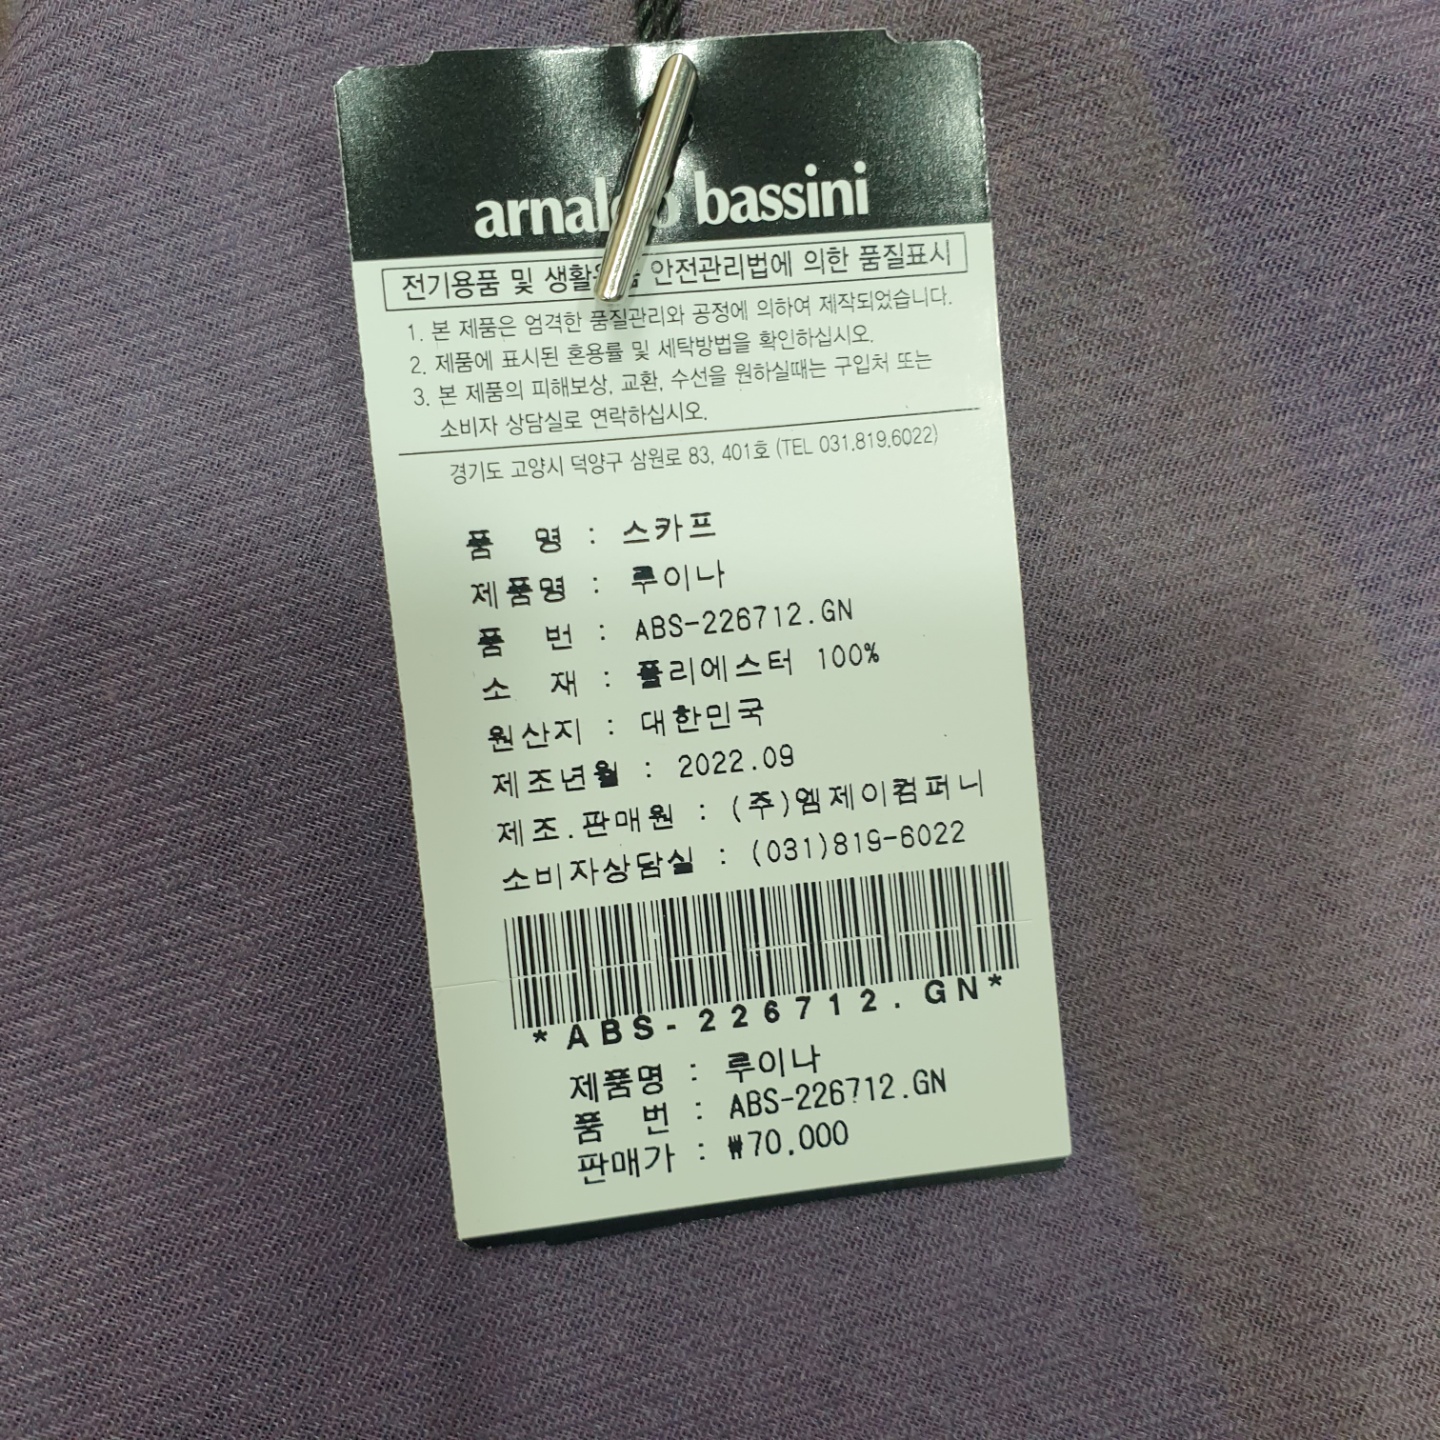 arnaldo bassini
전기용품 및 생활용품 안전관리법에 의한 품질표시
1. 본 제품은 엄격한 품질관리와 공정에 의하여 제작되었습니다.
2. 제품에 표시된 혼용률 및 세탁방법을 확인하십시오.
3. 본 제품의 피해보상, 교환, 수선을 원하실때는 구입처 또는
소비자 상담실로 연락하십시오.
경기도 고양시 덕양구 삼원로 83, 401호 (TEL 031.819.6022)
품 명 : 스카프
제품명 : 루이나
품 번 : ABS-226712.GN
소 재 : 폴리에스터 100%
원산지 : 대한민국
제조년월 : 2022.09
제조.판매원 : (주)엠제이컴퍼니
소비자상담실 : (031)819-6022
*ABS-226712.GN*
제품명 : 루이나
품 번 : ABS-226712.GN
판매가 : ₩70,000